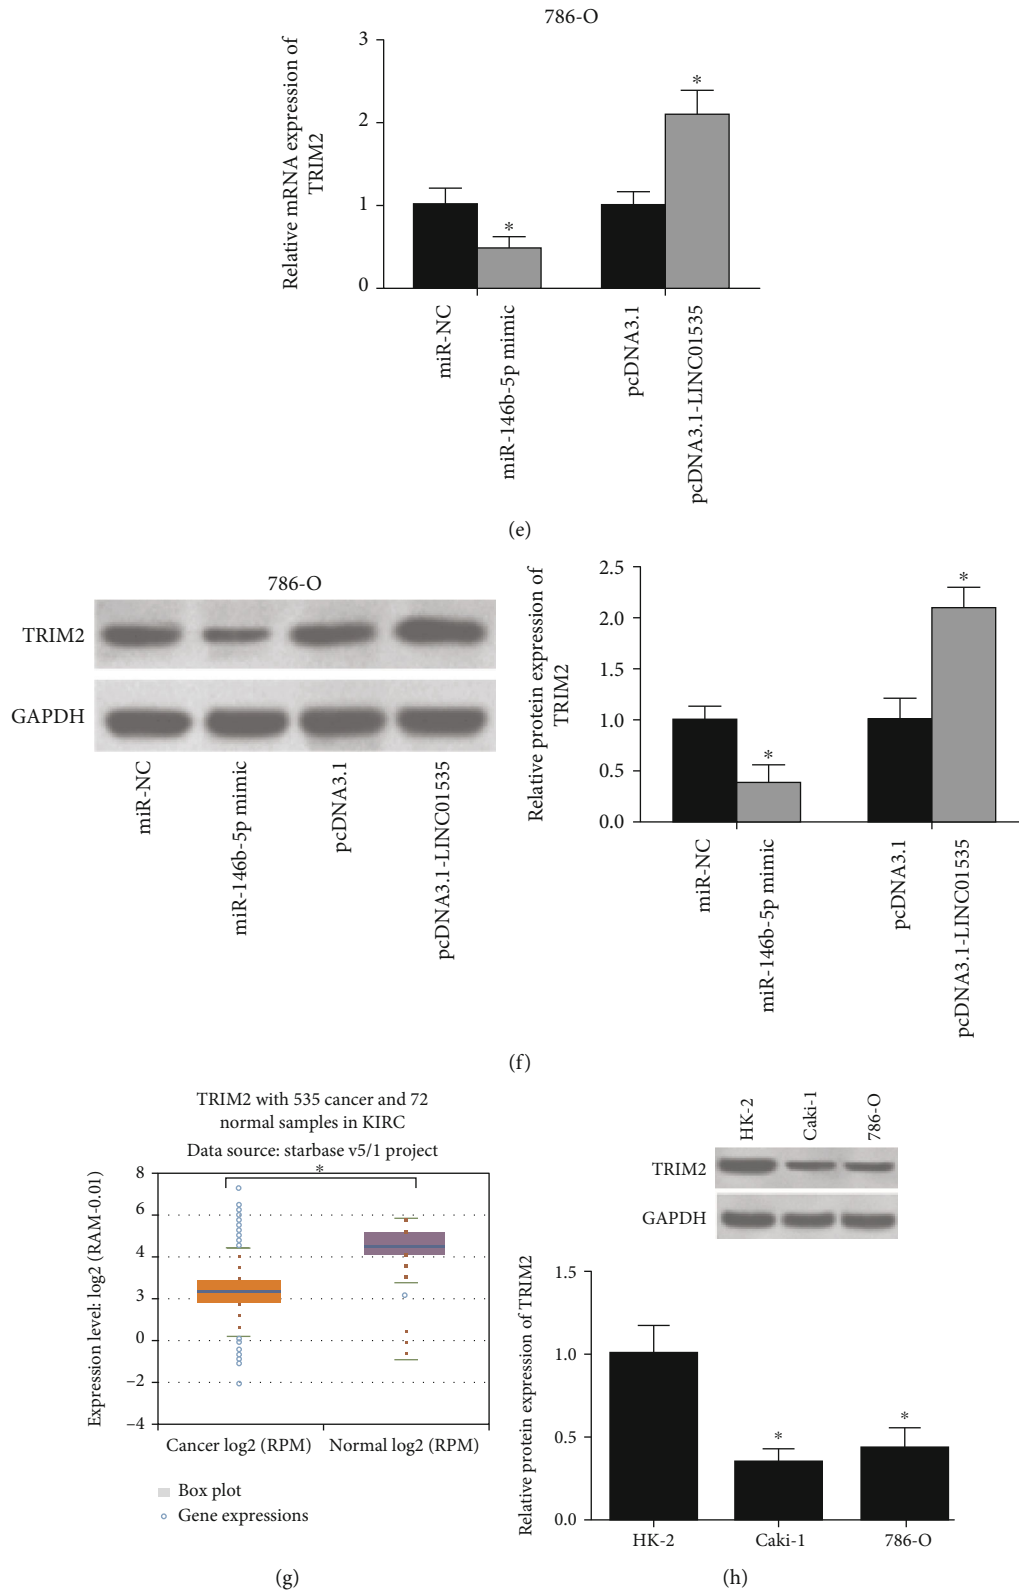 786-O
Relative mRNA expression of
TRIM2
3
2
1
0
*
*
miR-NC
miR-146b-5p mimic
pcDNA3.1
pcDNA3.1-LINC01535
(e)
786-O
TRIM2
GAPDH
miR-NC
miR-146b-5p mimic
pcDNA3.1
pcDNA3.1-LINC01535
Relative protein expression of
TRIM2
2.5
2.0
1.5
1.0
0.5
0.0
*
*
miR-NC
miR-146b-5p mimic
pcDNA3.1
pcDNA3.1-LINC01535
(f)
TRIM2 with 535 cancer and 72
normal samples in KIRC
Data source: starbase v5/1 project
Expression level: log2 (RAM-0.01)
8
6
4
3
0
−2
−4
*
Cancer log2 (RPM)
Normal log2 (RPM)
Box plot
Gene expressions
(g)
HK-2
Caki-1
786-O
TRIM2
GAPDH
Relative protein expression of TRIM2
1.5
1.0
0.5
0.0
*
*
HK-2
Caki-1
786-O
(h)